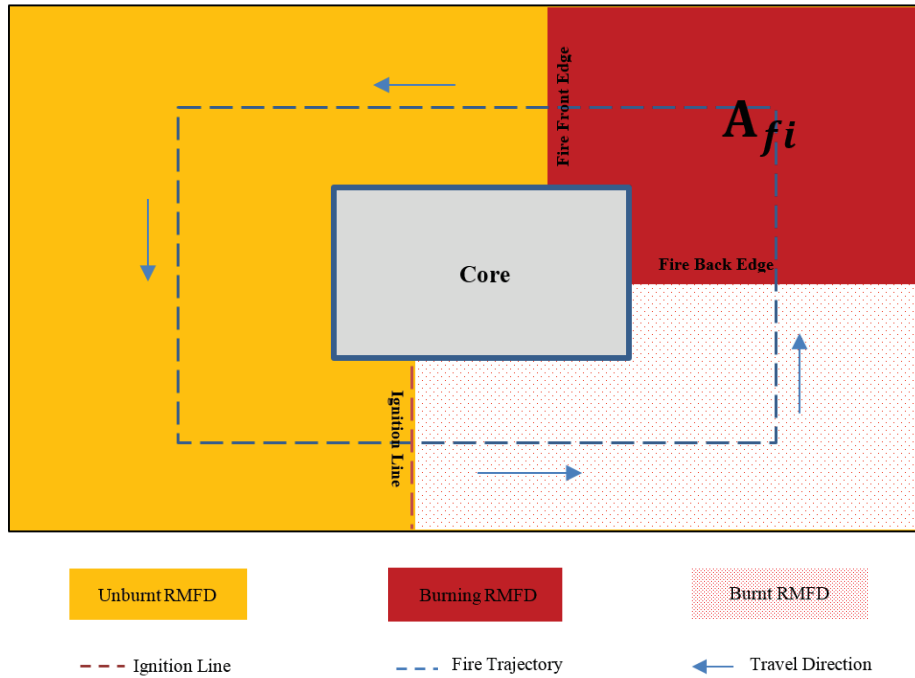 Fire Front Edge
A_fi
Core
Fire Back Edge
Ignition Line
Unburnt RMFD
Burning RMFD
Burnt RMFD
Ignition Line
Fire Trajectory
Travel Direction